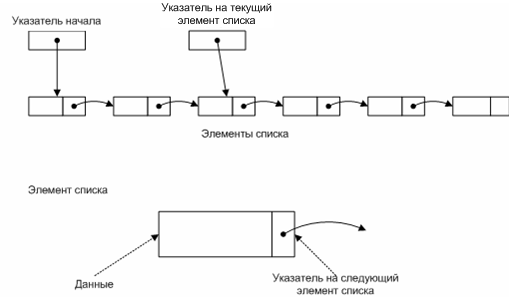 Указатель начала
Указатель на текущий
элемент списка
Элементы списка
Элемент списка
Данные
Указатель на следующий
элемент списка